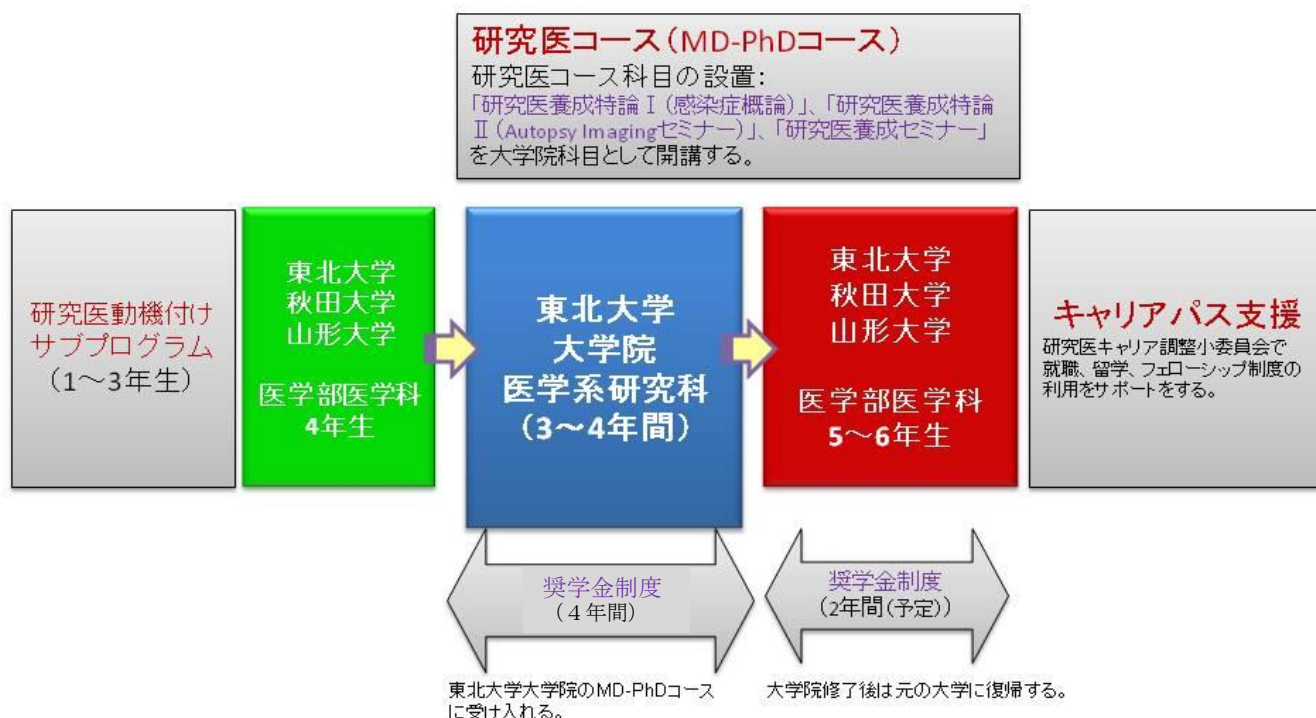 研究医コース(MD-PhDコース)
研究医コース科目の設置:
「研究医養成特論Ⅰ(感染症概論)」、「研究医養成特論
Ⅱ(Autopsy Imagingセミナー)」、「研究医養成セミナー」
を大学院科目として開講する。
研究医動機付け
サブプログラム
(1～3年生)
東北大学
秋田大学
山形大学
医学部医学科
4年生
東北大学
大学院
医学系研究科
(3～4年間)
東北大学
秋田大学
山形大学
医学部医学科
5～6年生
キャリアパス支援
研究医キャリア調整小委員会で
就職、留学、フェローシップ制度の
利用をサポートをする。
奨学金制度
(４年間)
奨学金制度
(2年間(予定))
東北大学大学院のMD-PhDコース
に受け入れる。
大学院修了後は元の大学に復帰する。